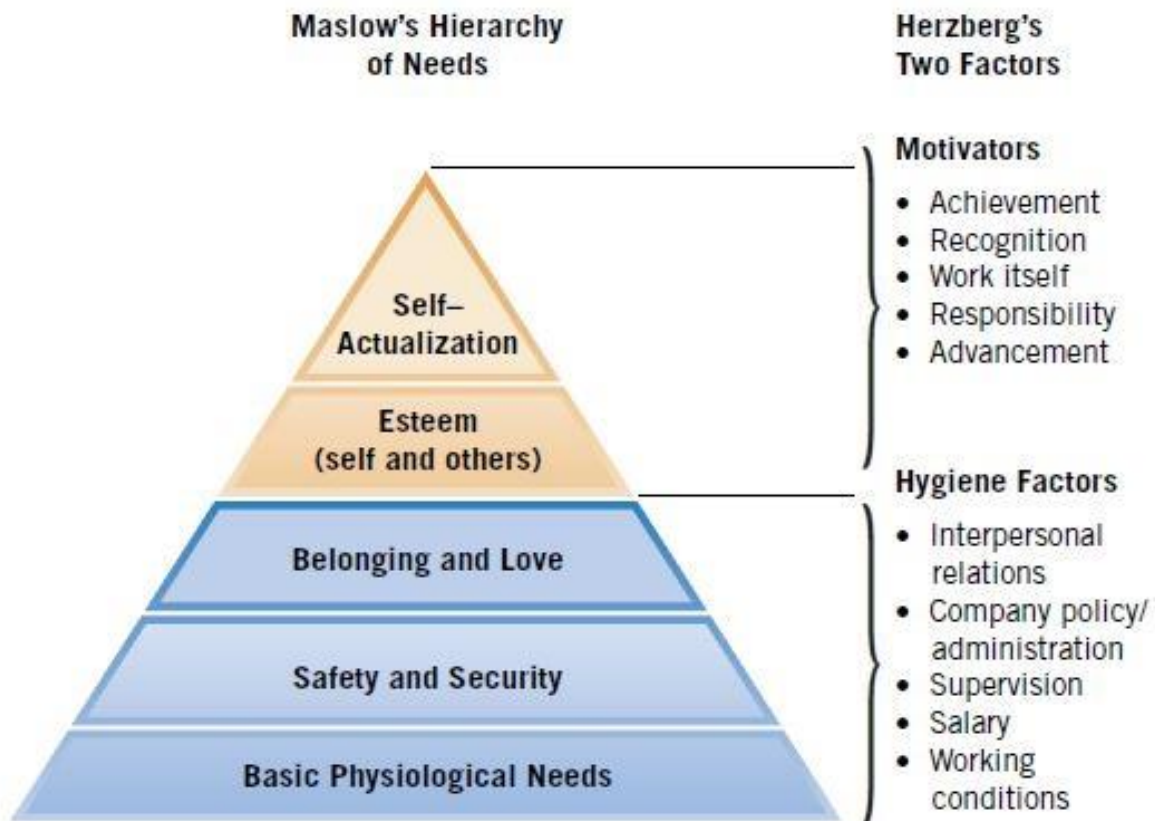 Maslow's Hierarchy
of Needs
Herzberg's
Two Factors
Self–
Actualization
Esteem
(self and others)
Belonging and Love
Safety and Security
Basic Physiological Needs
Motivators
• Achievement
• Recognition
• Work itself
• Responsibility
• Advancement
Hygiene Factors
• Interpersonal
relations
• Company policy/
administration
• Supervision
• Salary
• Working
conditions